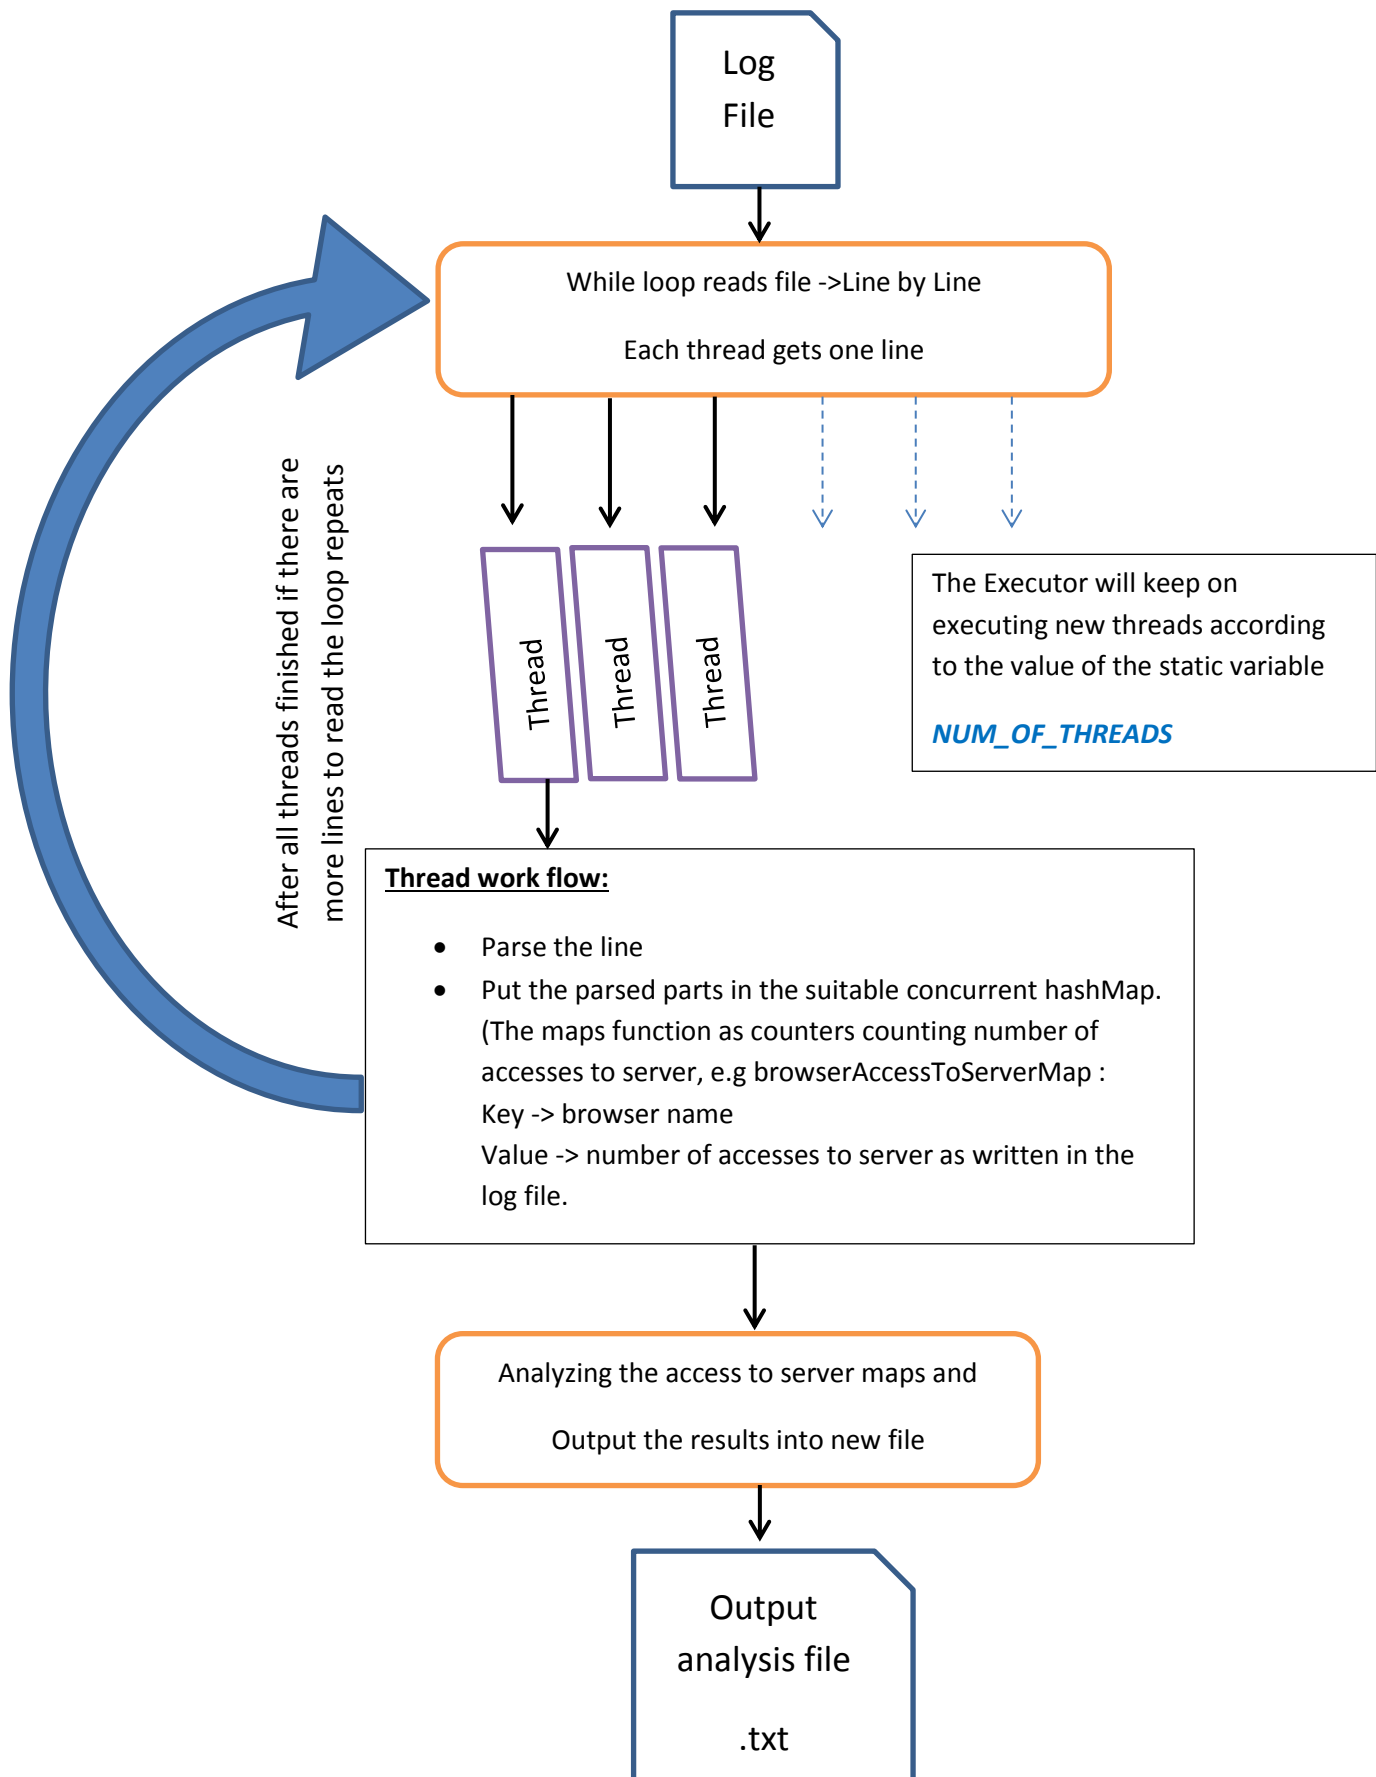 Log
File
While loop reads file ->Line by Line
Each thread gets one line
After all threads finished if there are
more lines to read the loop repeats
Thread
Thread
Thread
The Executor will keep on
executing new threads according
to the value of the static variable
NUM_OF_THREADS
Thread work flow:
• Parse the line
• Put the parsed parts in the suitable concurrent hashMap.
(The maps function as counters counting number of
accesses to server, e.g browserAccessToServerMap :
Key -> browser name
Value -> number of accesses to server as written in the
log file.
Analyzing the access to server maps and
Output the results into new file
Output
analysis file
.txt